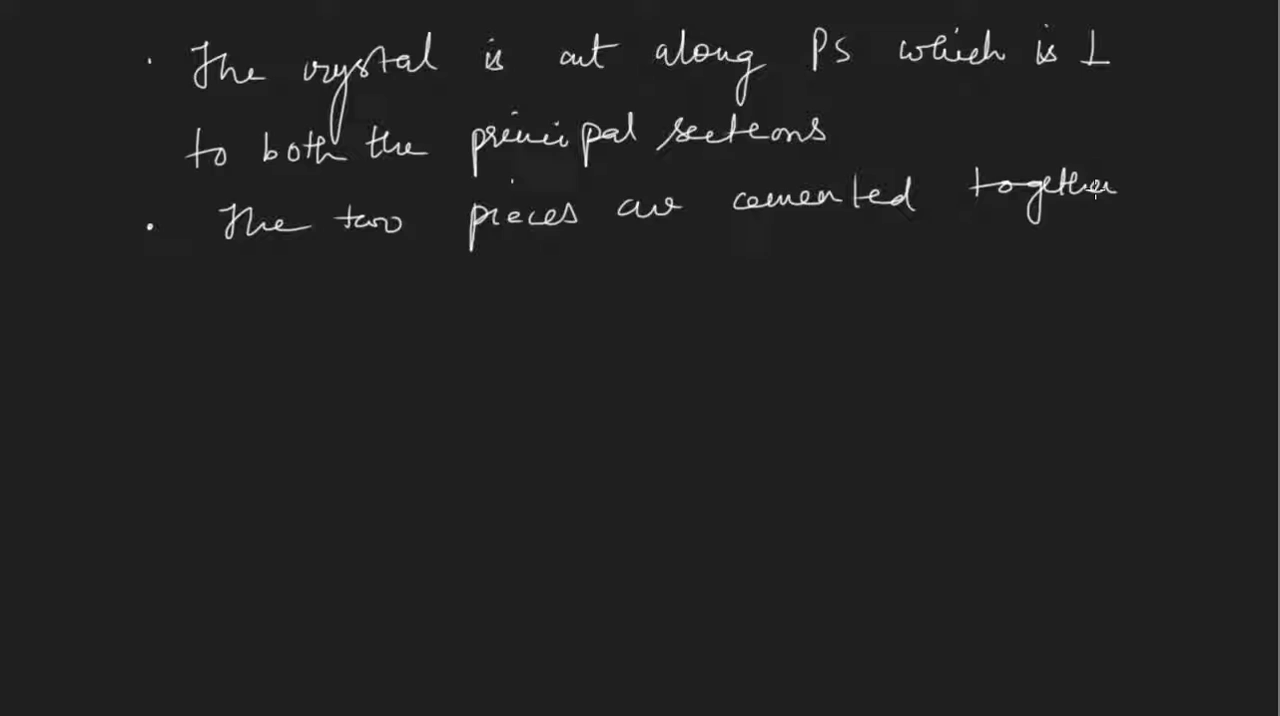 · The crystal is cut along PS which is ⊥
to both the principal sections
· The two pieces are cemented together